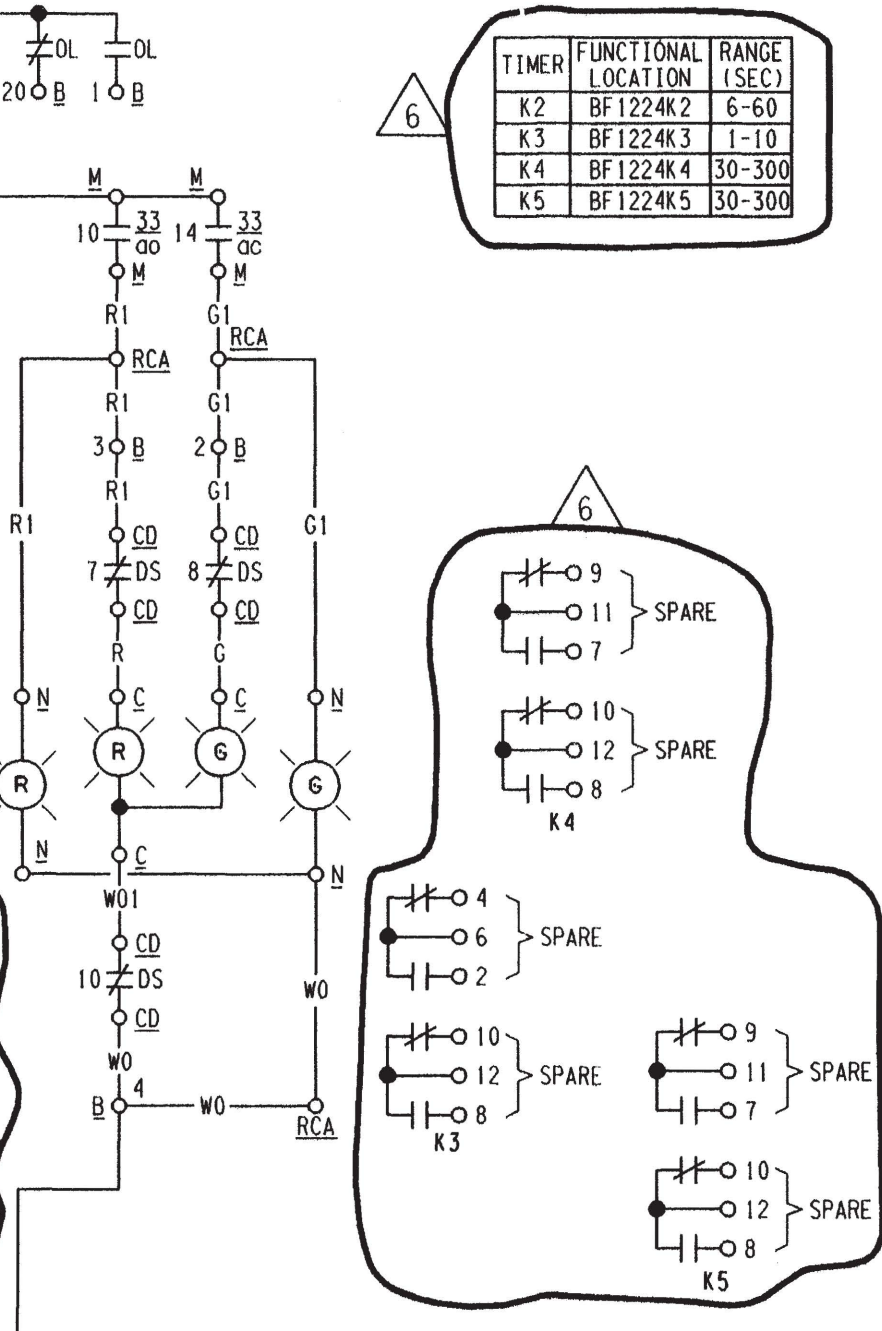 OL OL
20 B 1 B
6
TIMER FUNCTIONAL LOCATION RANGE (SEC)
K2 BF1224K2 6-60
K3 BF1224K3 1-10
K4 BF1224K4 30-300
K5 BF1224K5 30-300
M M
10 33 ao 14 33 ac
M M
R1 G1
RCA RCA
R1 G1
3 B 2 B
R1 G1
R1 G1
CD CD
7 DS 8 DS
CD CD
R G
N C C N
R R G G
N C N
W01
CD
10 DS
CD
W0 W0
B 4 W0 RCA
6
9
11 SPARE
7
10
12 SPARE
8
K4
4
6 SPARE
2
10
12 SPARE
8
K3
9
11 SPARE
7
10
12 SPARE
8
K5